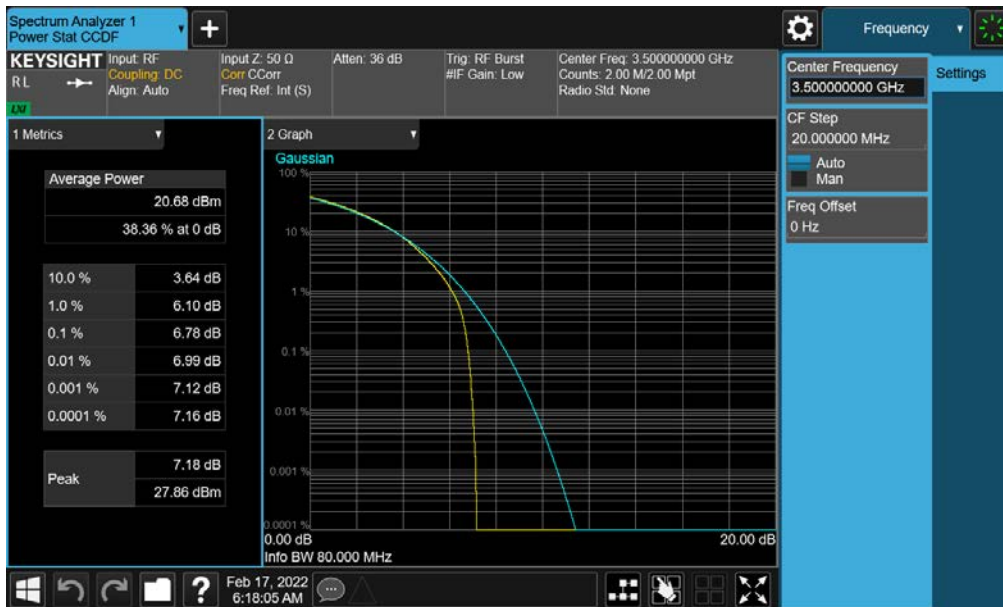 Spectrum Analyzer 1
Power Stat CCDF
+
Frequency
KEYSIGHT
RL
LXI
Input: RF
Coupling: DC
Align: Auto
Input Z: 50 Ω
Corr CCorr
Freq Ref: Int (S)
Atten: 36 dB
Trig: RF Burst
#IF Gain: Low
Center Freq: 3.500000000 GHz
Counts: 2.00 M/2.00 Mpt
Radio Std: None
Center Frequency
3.500000000 GHz
Settings
CF Step
20.000000 MHz
Auto
Man
Freq Offset
0 Hz
1 Metrics
Average Power
20.68 dBm
38.36 % at 0 dB
10.0 % 3.64 dB
1.0 % 6.10 dB
0.1 % 6.78 dB
0.01 % 6.99 dB
0.001 % 7.12 dB
0.0001 % 7.16 dB
Peak
7.18 dB
27.86 dBm
2 Graph
Gaussian
100 %
10 %
1 %
0.1 %
0.01 %
0.001 %
0.0001 %
0.00 dB 20.00 dB
Info BW 80.000 MHz
?
Feb 17, 2022
6:18:05 AM